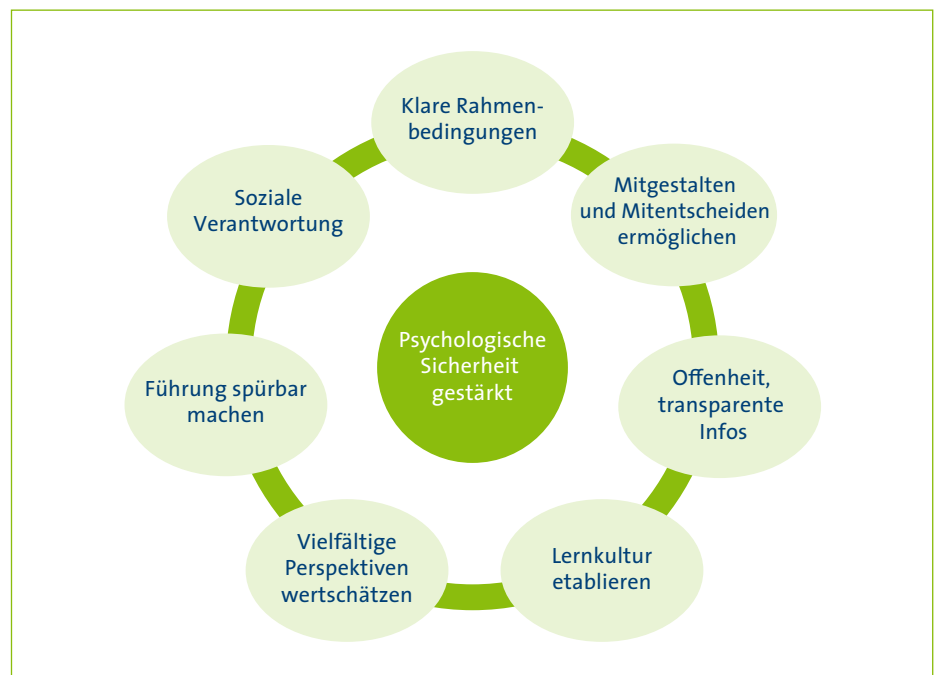 Klare Rahmen-
bedingungen
Mitgestalten
und Mitentscheiden
ermöglichen
Offenheit,
transparente
Infos
Lernkultur
etablieren
Vielfältige
Perspektiven
wertschätzen
Führung spürbar
machen
Soziale
Verantwortung
Psychologische
Sicherheit
gestärkt